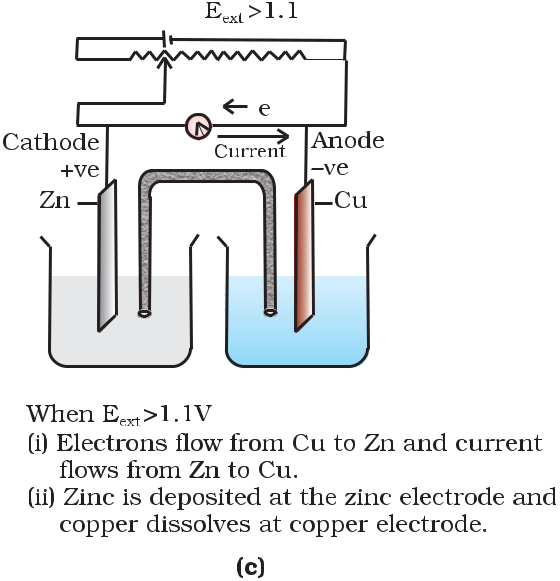 E_ext >1.1
← e
Cathode
Current
Anode
+ve
–ve
Zn
Cu
When E_ext>1.1V
(i) Electrons flow from Cu to Zn and current
flows from Zn to Cu.
(ii) Zinc is deposited at the zinc electrode and
copper dissolves at copper electrode.
(c)